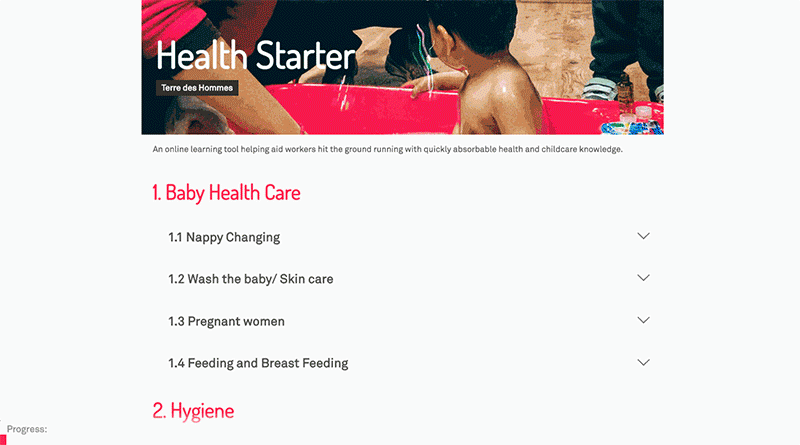 Health Starter
Terre des Hommes
An online learning tool helping aid workers hit the ground running with quickly absorbable health and childcare knowledge.
1. Baby Health Care
1.1 Nappy Changing
1.2 Wash the baby/ Skin care
1.3 Pregnant women
1.4 Feeding and Breast Feeding
2. Hygiene
Progress: